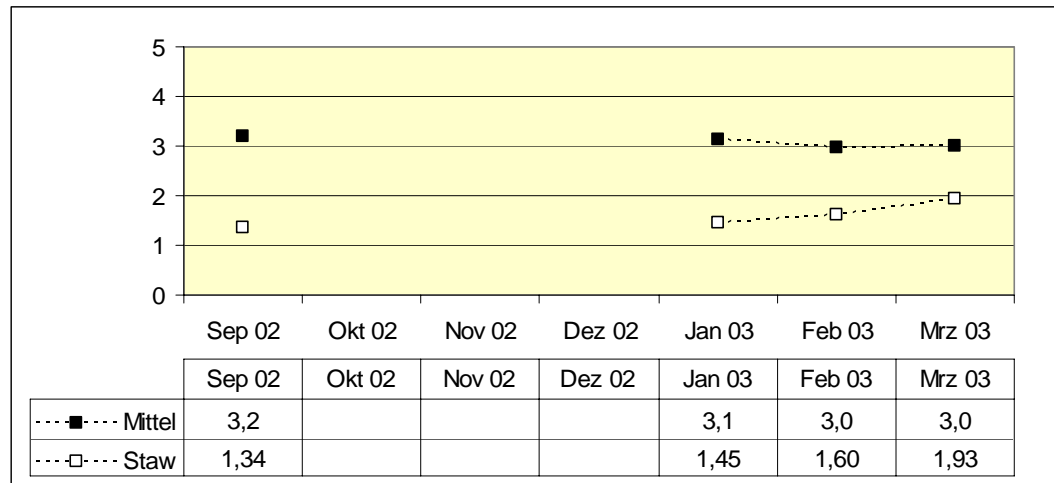 5
4
3
2
1
0
Sep 02 Okt 02 Nov 02 Dez 02 Jan 03 Feb 03 Mrz 03
Sep 02 Okt 02 Nov 02 Dez 02 Jan 03 Feb 03 Mrz 03
Mittel 3,2 3,1 3,0 3,0
Staw 1,34 1,45 1,60 1,93